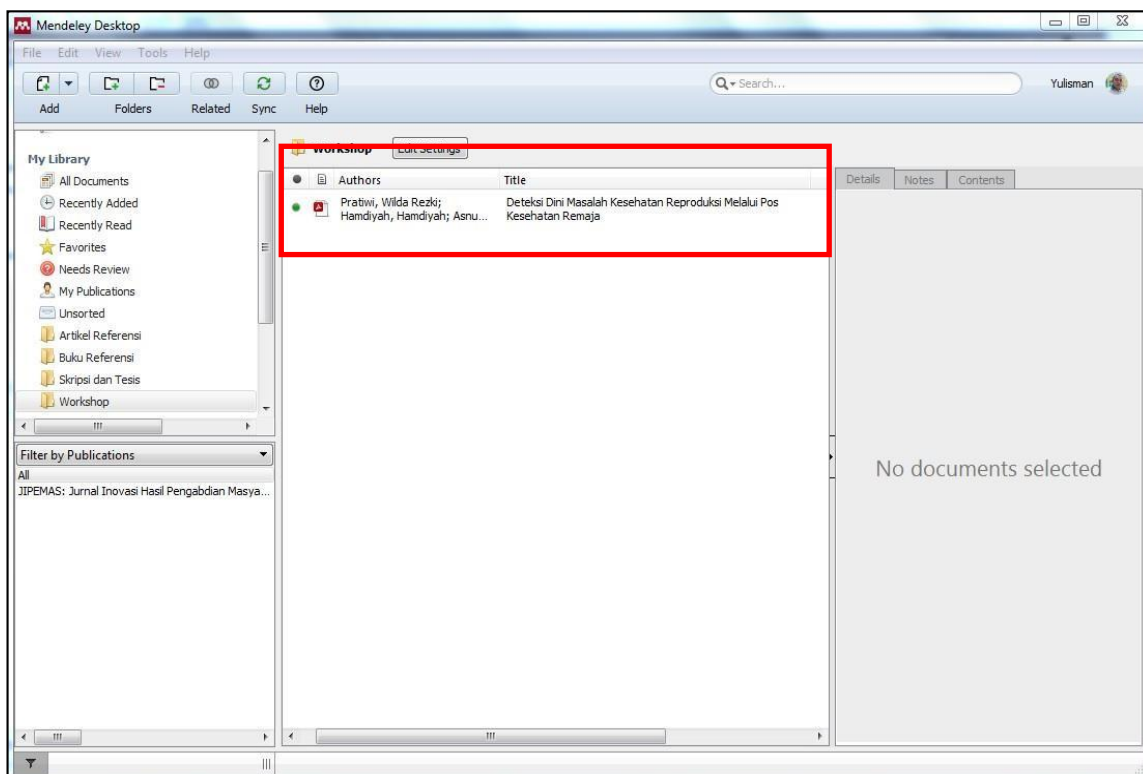 Mendeley Desktop
File Edit View Tools Help
Search...
Yulisman
Add Folders Related Sync Help
My Library
All Documents
Recently Added
Recently Read
Favorites
Needs Review
My Publications
Unsorted
Artikel Referensi
Buku Referensi
Skripsi dan Tesis
Workshop
Filter by Publications
All
JIPEMAS: Jurnal Inovasi Hasil Pengabdian Masya...
Workshop Edit Settings
Authors Title
Pratiwi, Wilda Rezki;
Hamdiyah, Hamdiyah; Asnu...
Deteksi Dini Masalah Kesehatan Reproduksi Melalui Pos
Kesehatan Remaja
Details Notes Contents
No documents selected